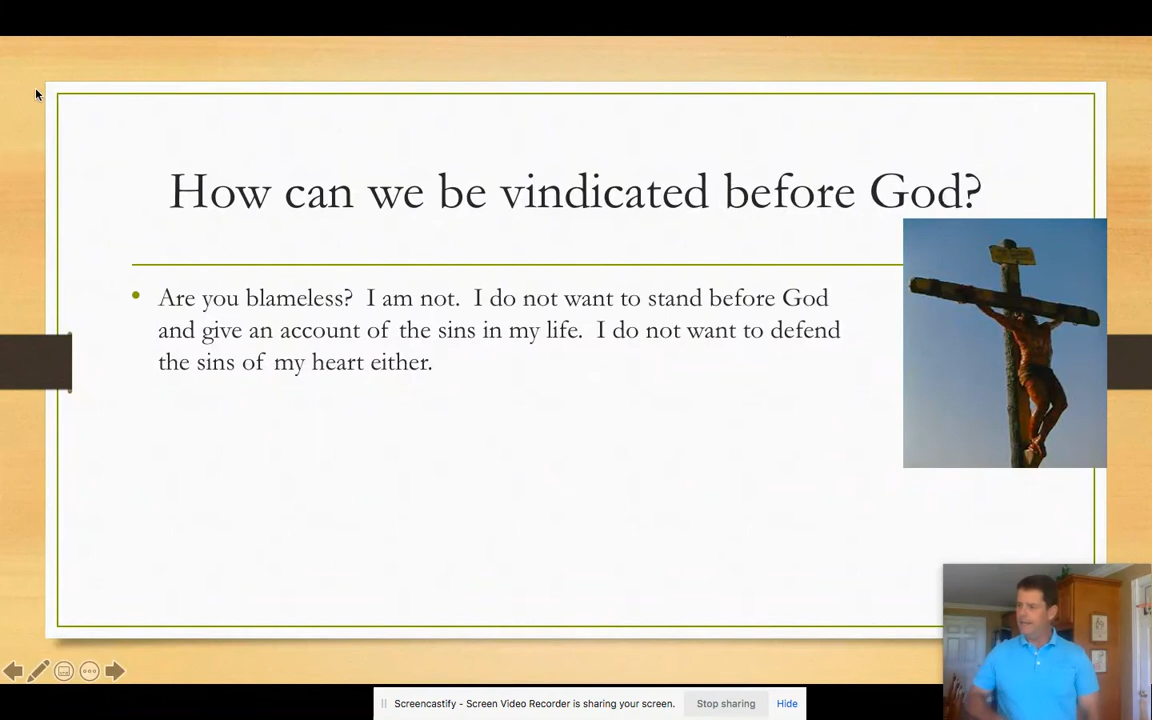 How can we be vindicated before God?
• Are you blameless?  I am not.  I do not want to stand before God
and give an account of the sins in my life.  I do not want to defend
the sins of my heart either.
Screencastify - Screen Video Recorder is sharing your screen.
Stop sharing
Hide